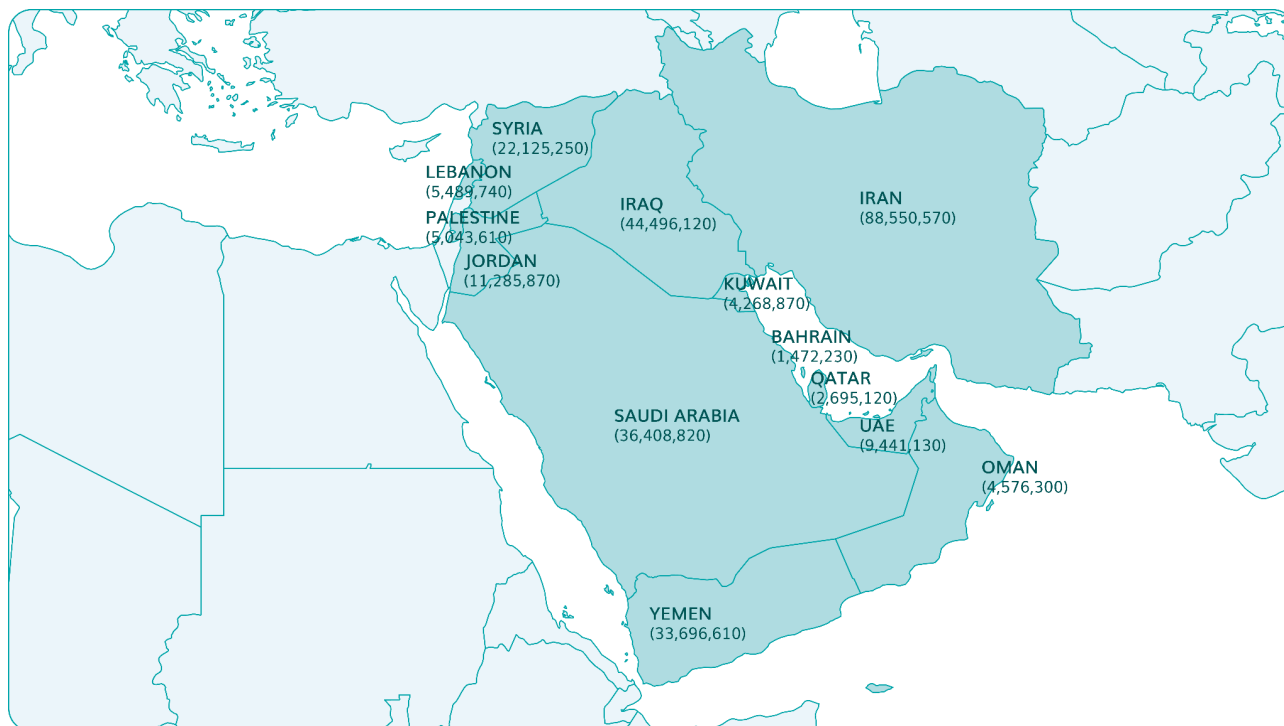 SYRIA
(22,125,250)
LEBANON
(5,489,740)
PALESTINE
(5,043,610)
JORDAN
(11,285,870)
IRAQ
(44,496,120)
IRAN
(88,550,570)
KUWAIT
(4,268,870)
BAHRAIN
(1,472,230)
QATAR
(2,695,120)
SAUDI ARABIA
(36,408,820)
UAE
(9,441,130)
OMAN
(4,576,300)
YEMEN
(33,696,610)